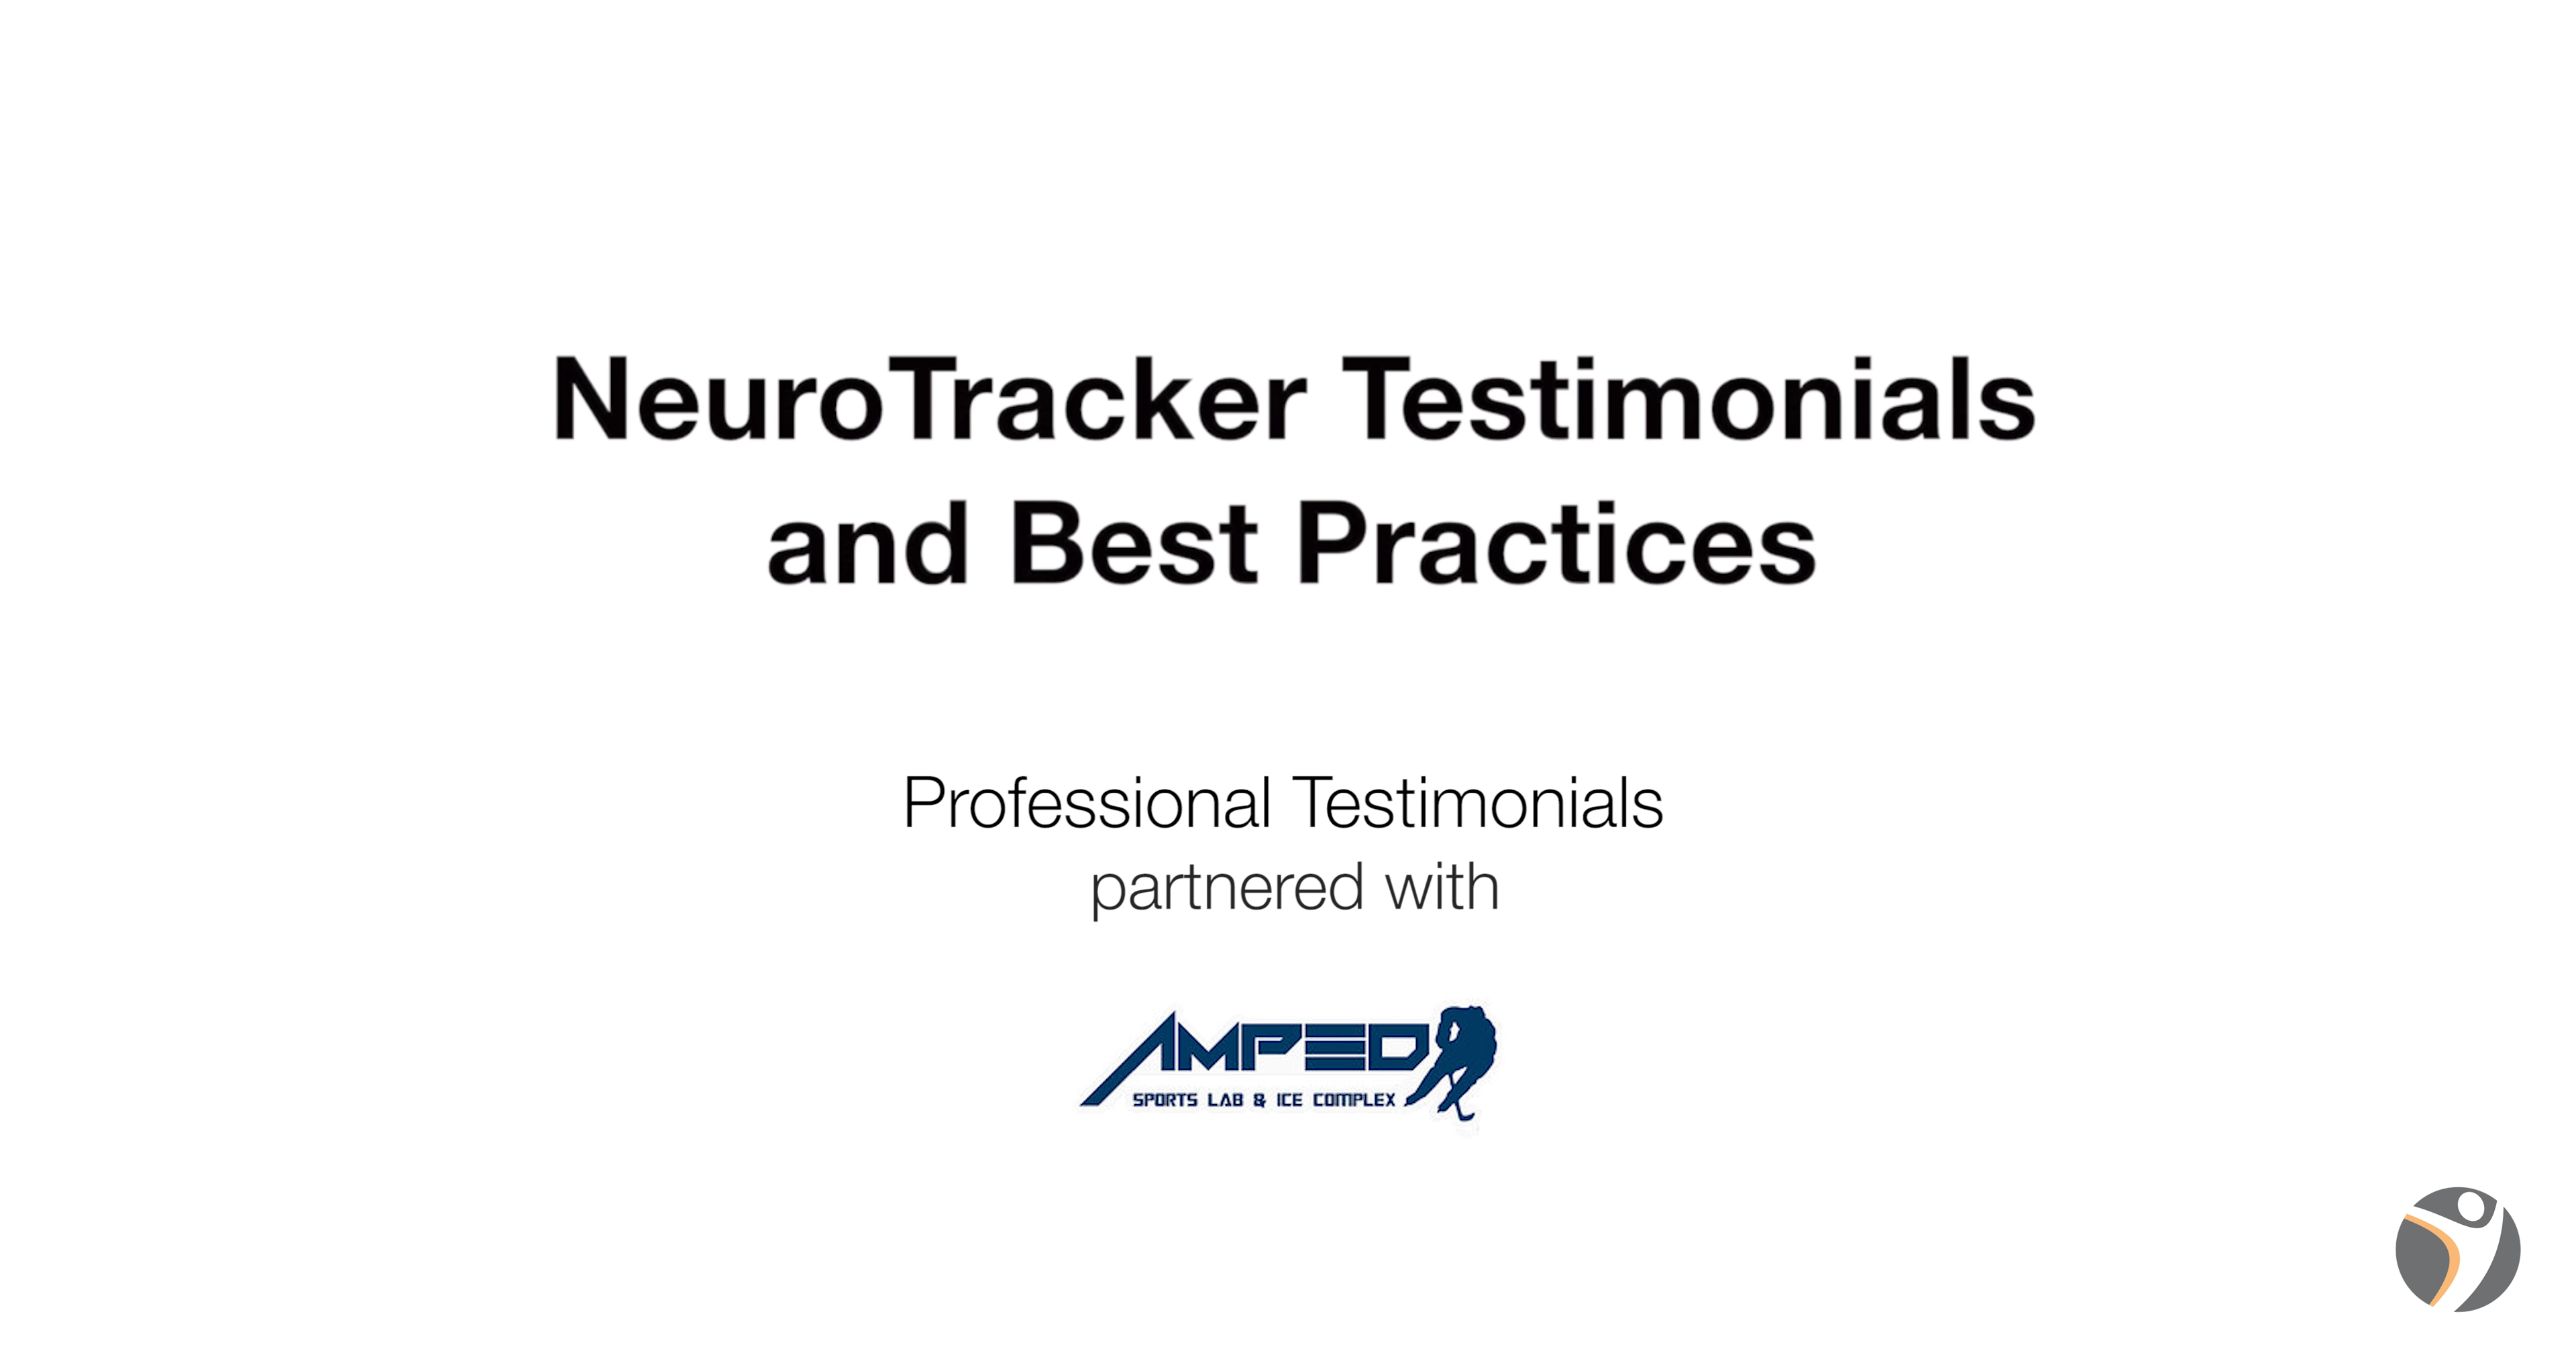 NeuroTracker Testimonials
and Best Practices
Professional Testimonials
partnered with
AMPED
SPORTS LAB & ICE COMPLEX